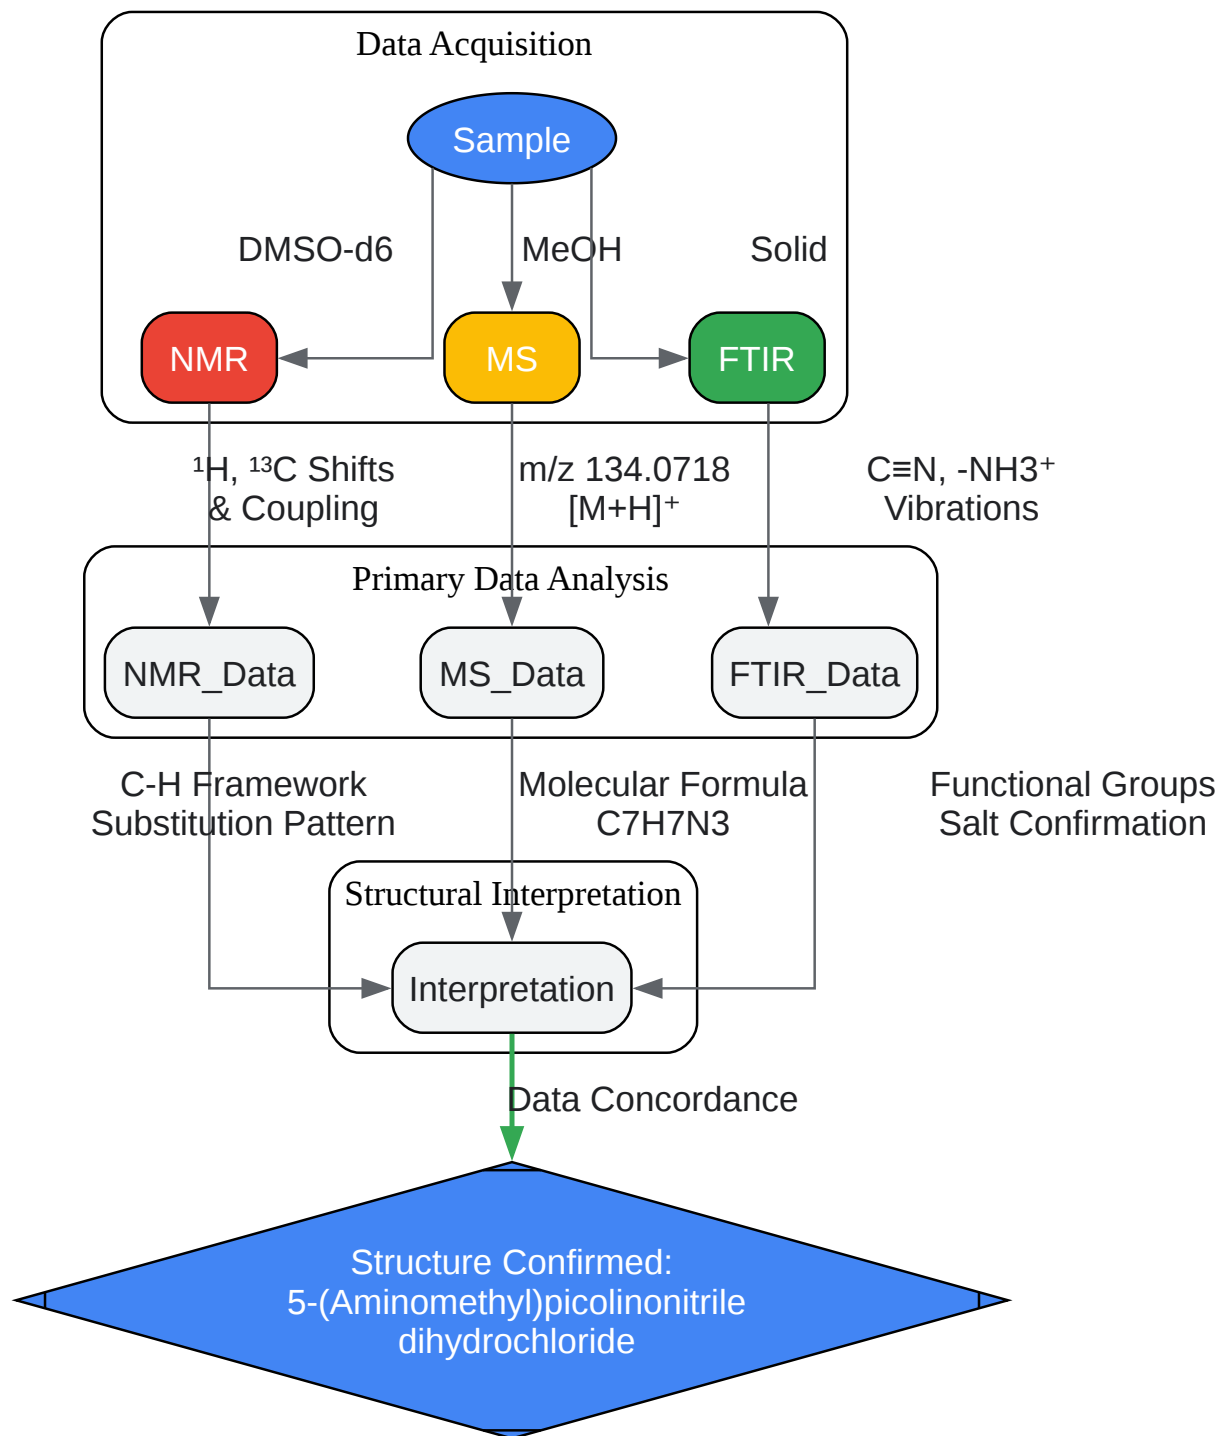 Data Acquisition
Sample
DMSO-d6
MeOH
Solid
NMR
MS
FTIR
¹H, ¹³C Shifts
& Coupling
m/z 134.0718
[M+H]⁺
C≡N, -NH3⁺
Vibrations
Primary Data Analysis
NMR_Data
MS_Data
FTIR_Data
C-H Framework
Substitution Pattern
Molecular Formula
C7H7N3
Functional Groups
Salt Confirmation
Structural Interpretation
Interpretation
Data Concordance
Structure Confirmed:
5-(Aminomethyl)picolinonitrile
dihydrochloride